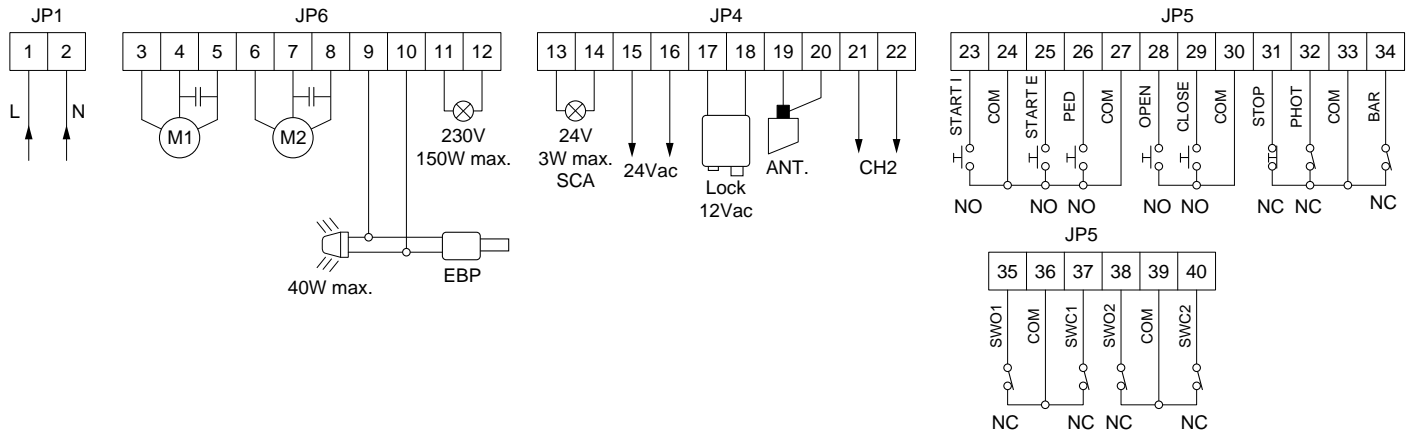 JP1 JP6 JP4 JP5
1 2 3 4 5 6 7 8 9 10 11 12 13 14 15 16 17 18 19 20 21 22 23 24 25 26 27 28 29 30 31 32 33 34
L N
M1 M2
230V
150W max.
24V
3W max.
SCA
24Vac
Lock
12Vac
ANT.
CH2
START I
COM
START E
PED
COM
OPEN
CLOSE
COM
STOP
PHOT
COM
BAR
NO NO NO NO NO NC NC NC
40W max.
EBP
JP5
35 36 37 38 39 40
SWO1
COM
SWC1
SWO2
COM
SWC2
NC NC NC NC